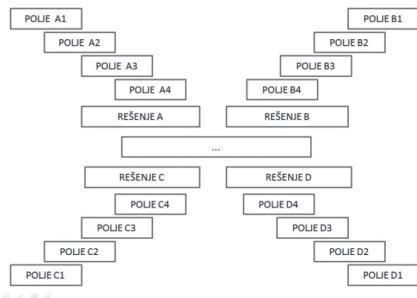 POLJE A1
POLJE B1
POLJE A2
POLJE B2
POLJE A3
POLJE B3
POLJE A4
POLJE B4
REŠENJE A
REŠENJE B
...
REŠENJE C
REŠENJE D
POLJE C4
POLJE D4
POLJE C3
POLJE D3
POLJE C2
POLJE D2
POLJE C1
POLJE D1